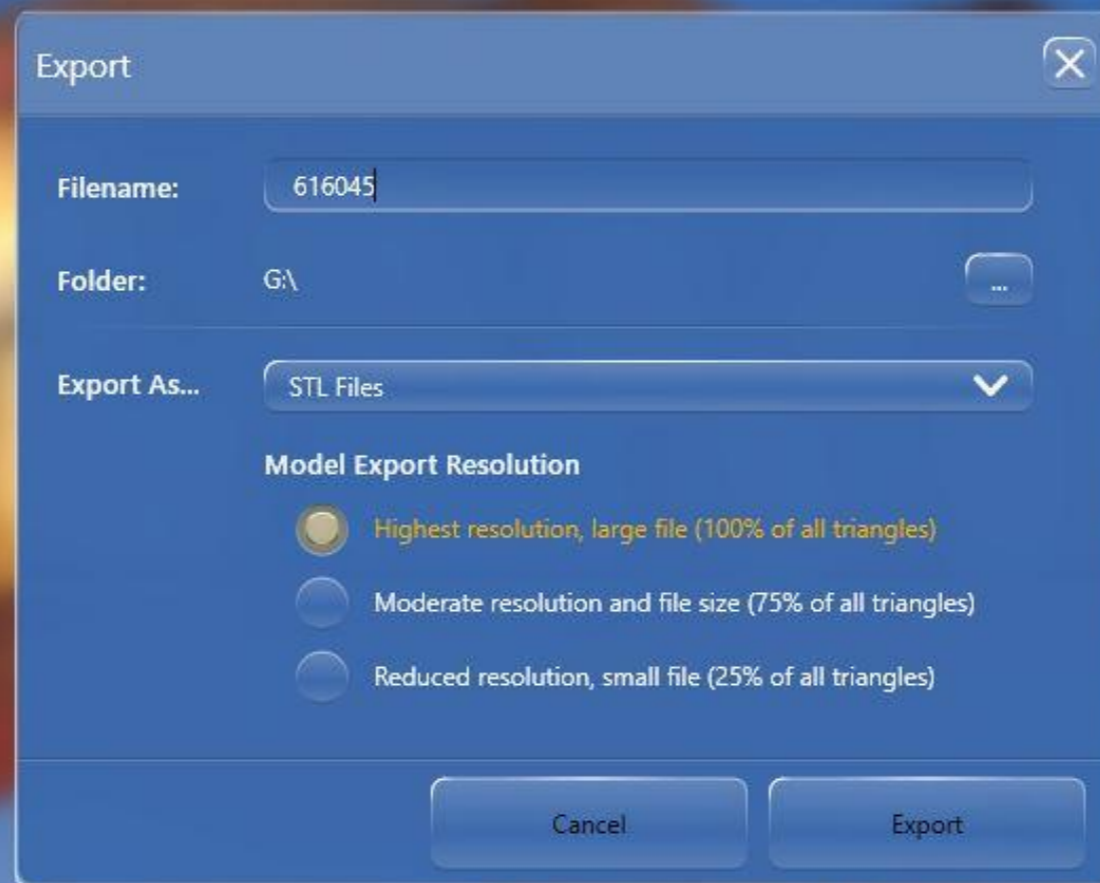 Export
Filename: 616045
Folder: G:\ ...
Export As... STL Files
Model Export Resolution
Highest resolution, large file (100% of all triangles)
Moderate resolution and file size (75% of all triangles)
Reduced resolution, small file (25% of all triangles)
Cancel Export